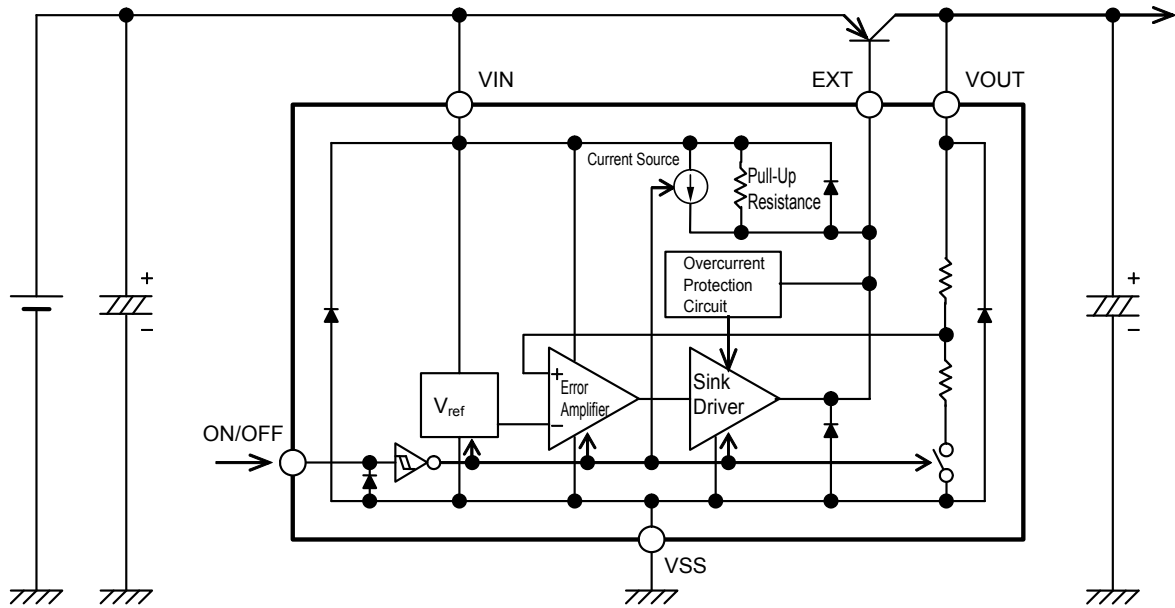 VIN
EXT
VOUT
Current Source
Pull-Up
Resistance
Overcurrent
Protection
Circuit
+
−
+
−
+
−
Error
Amplifier
Sink
Driver
Vref
ON/OFF
VSS